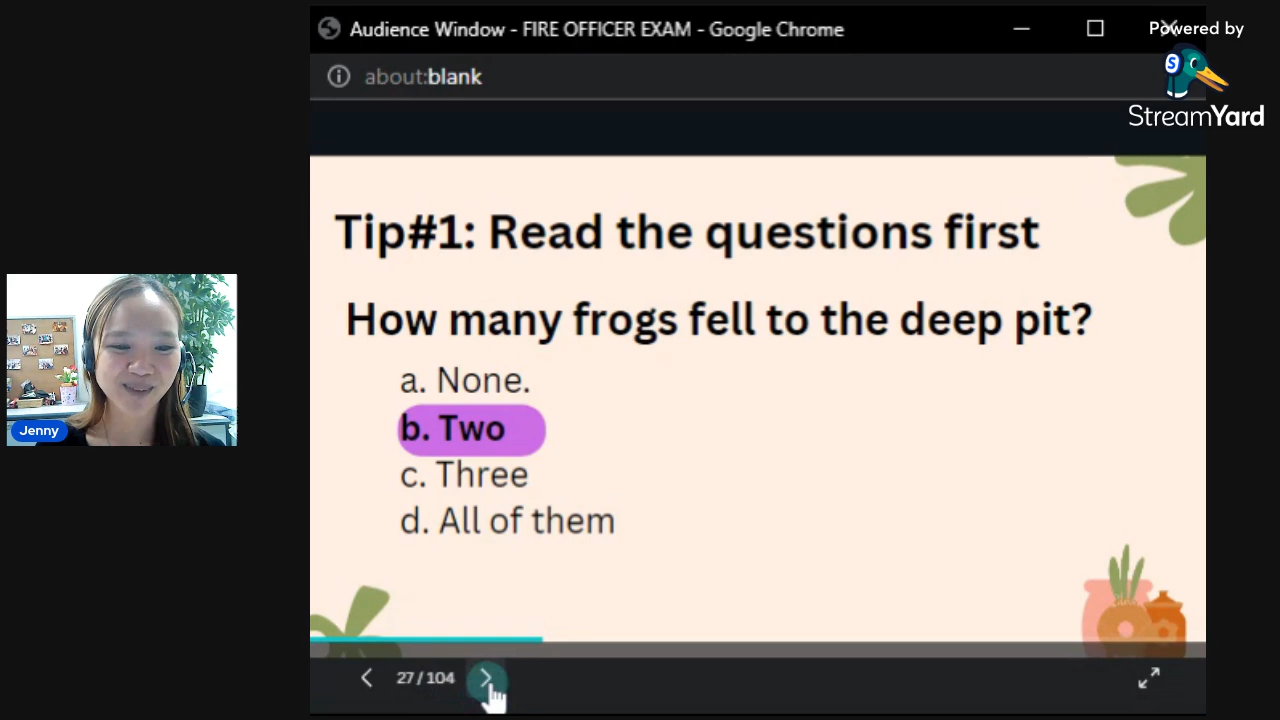 Audience Window - FIRE OFFICER EXAM - Google Chrome
Powered by
about:blank
S
StreamYard
Tip#1: Read the questions first
How many frogs fell to the deep pit?
a. None.
b. Two
c. Three
d. All of them
Jenny
27 / 104